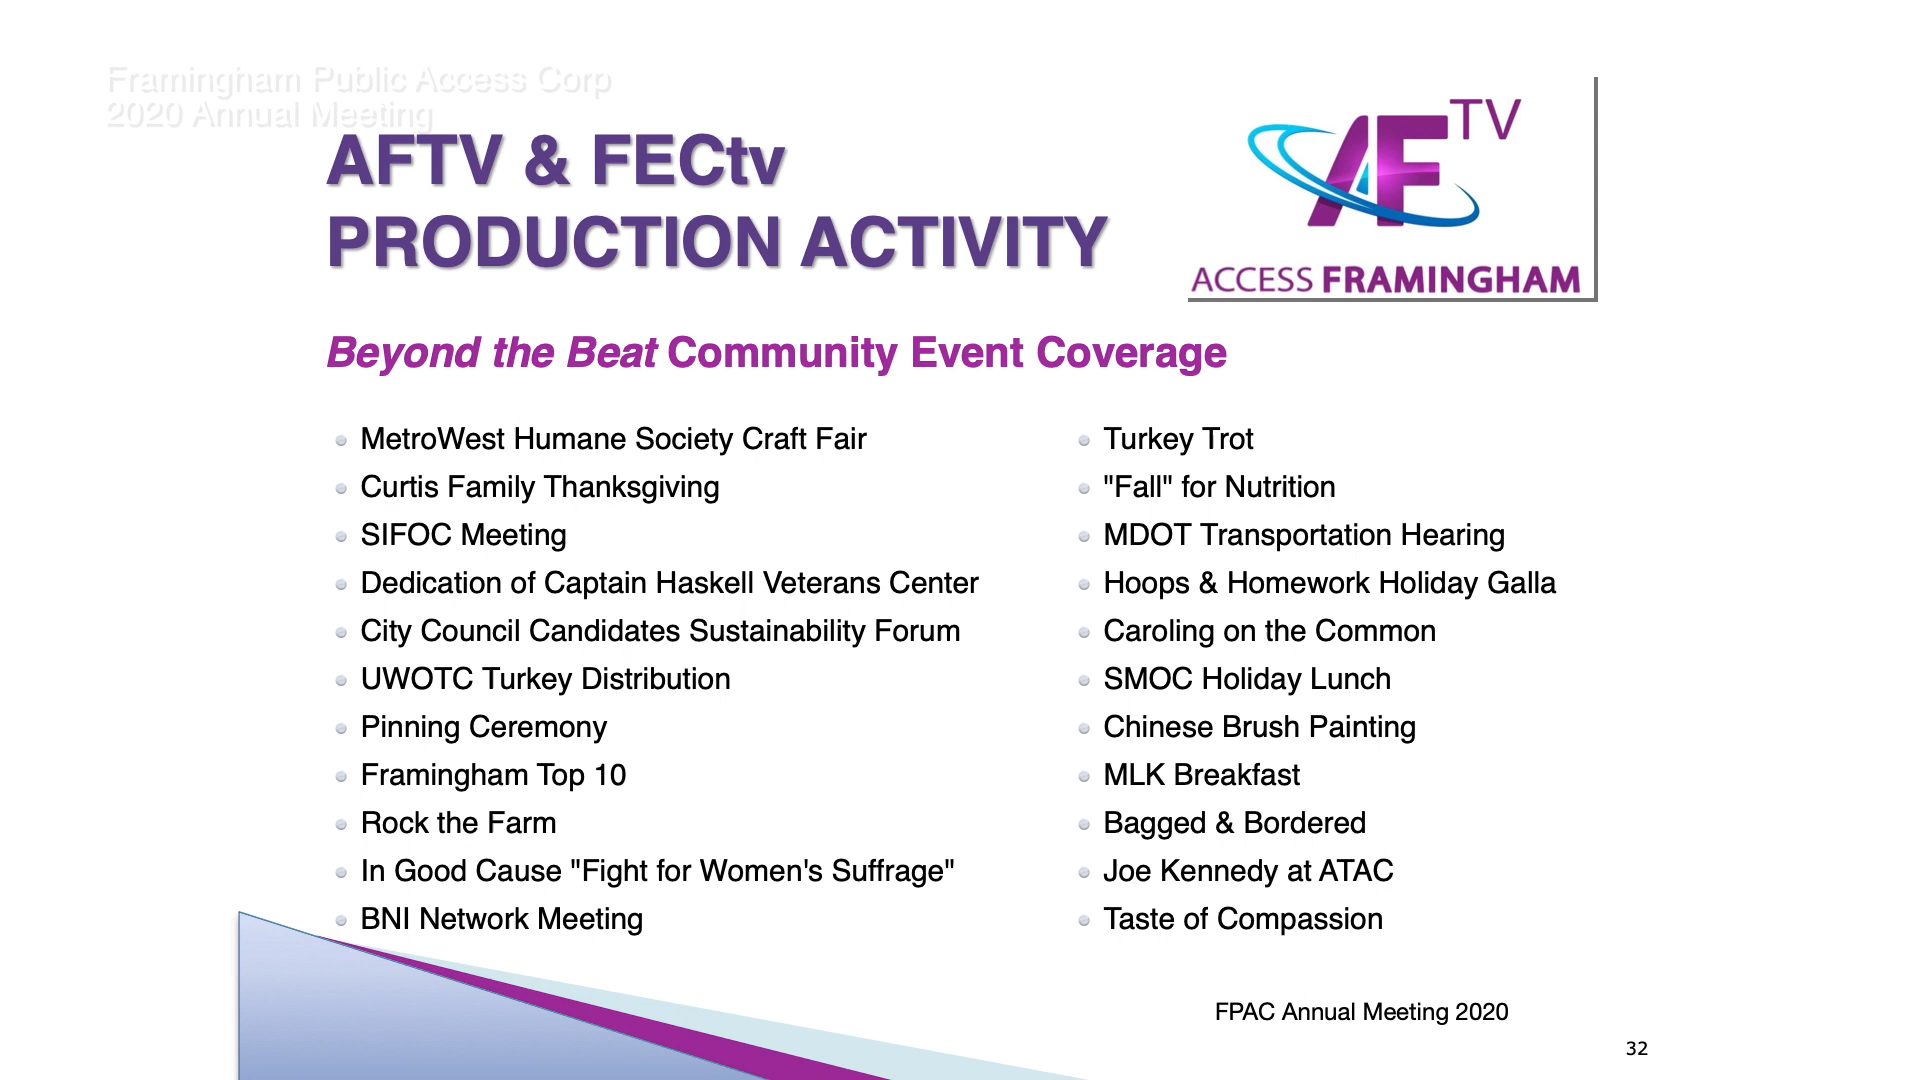 Framingham Public Access Corp
2020 Annual Meeting
AFTV & FECtv
PRODUCTION ACTIVITY
AFTV
ACCESS FRAMINGHAM
Beyond the Beat Community Event Coverage
MetroWest Humane Society Craft Fair
Curtis Family Thanksgiving
SIFOC Meeting
Dedication of Captain Haskell Veterans Center
City Council Candidates Sustainability Forum
UWOTC Turkey Distribution
Pinning Ceremony
Framingham Top 10
Rock the Farm
In Good Cause "Fight for Women's Suffrage"
BNI Network Meeting
Turkey Trot
"Fall" for Nutrition
MDOT Transportation Hearing
Hoops & Homework Holiday Galla
Caroling on the Common
SMOC Holiday Lunch
Chinese Brush Painting
MLK Breakfast
Bagged & Bordered
Joe Kennedy at ATAC
Taste of Compassion
FPAC Annual Meeting 2020
32